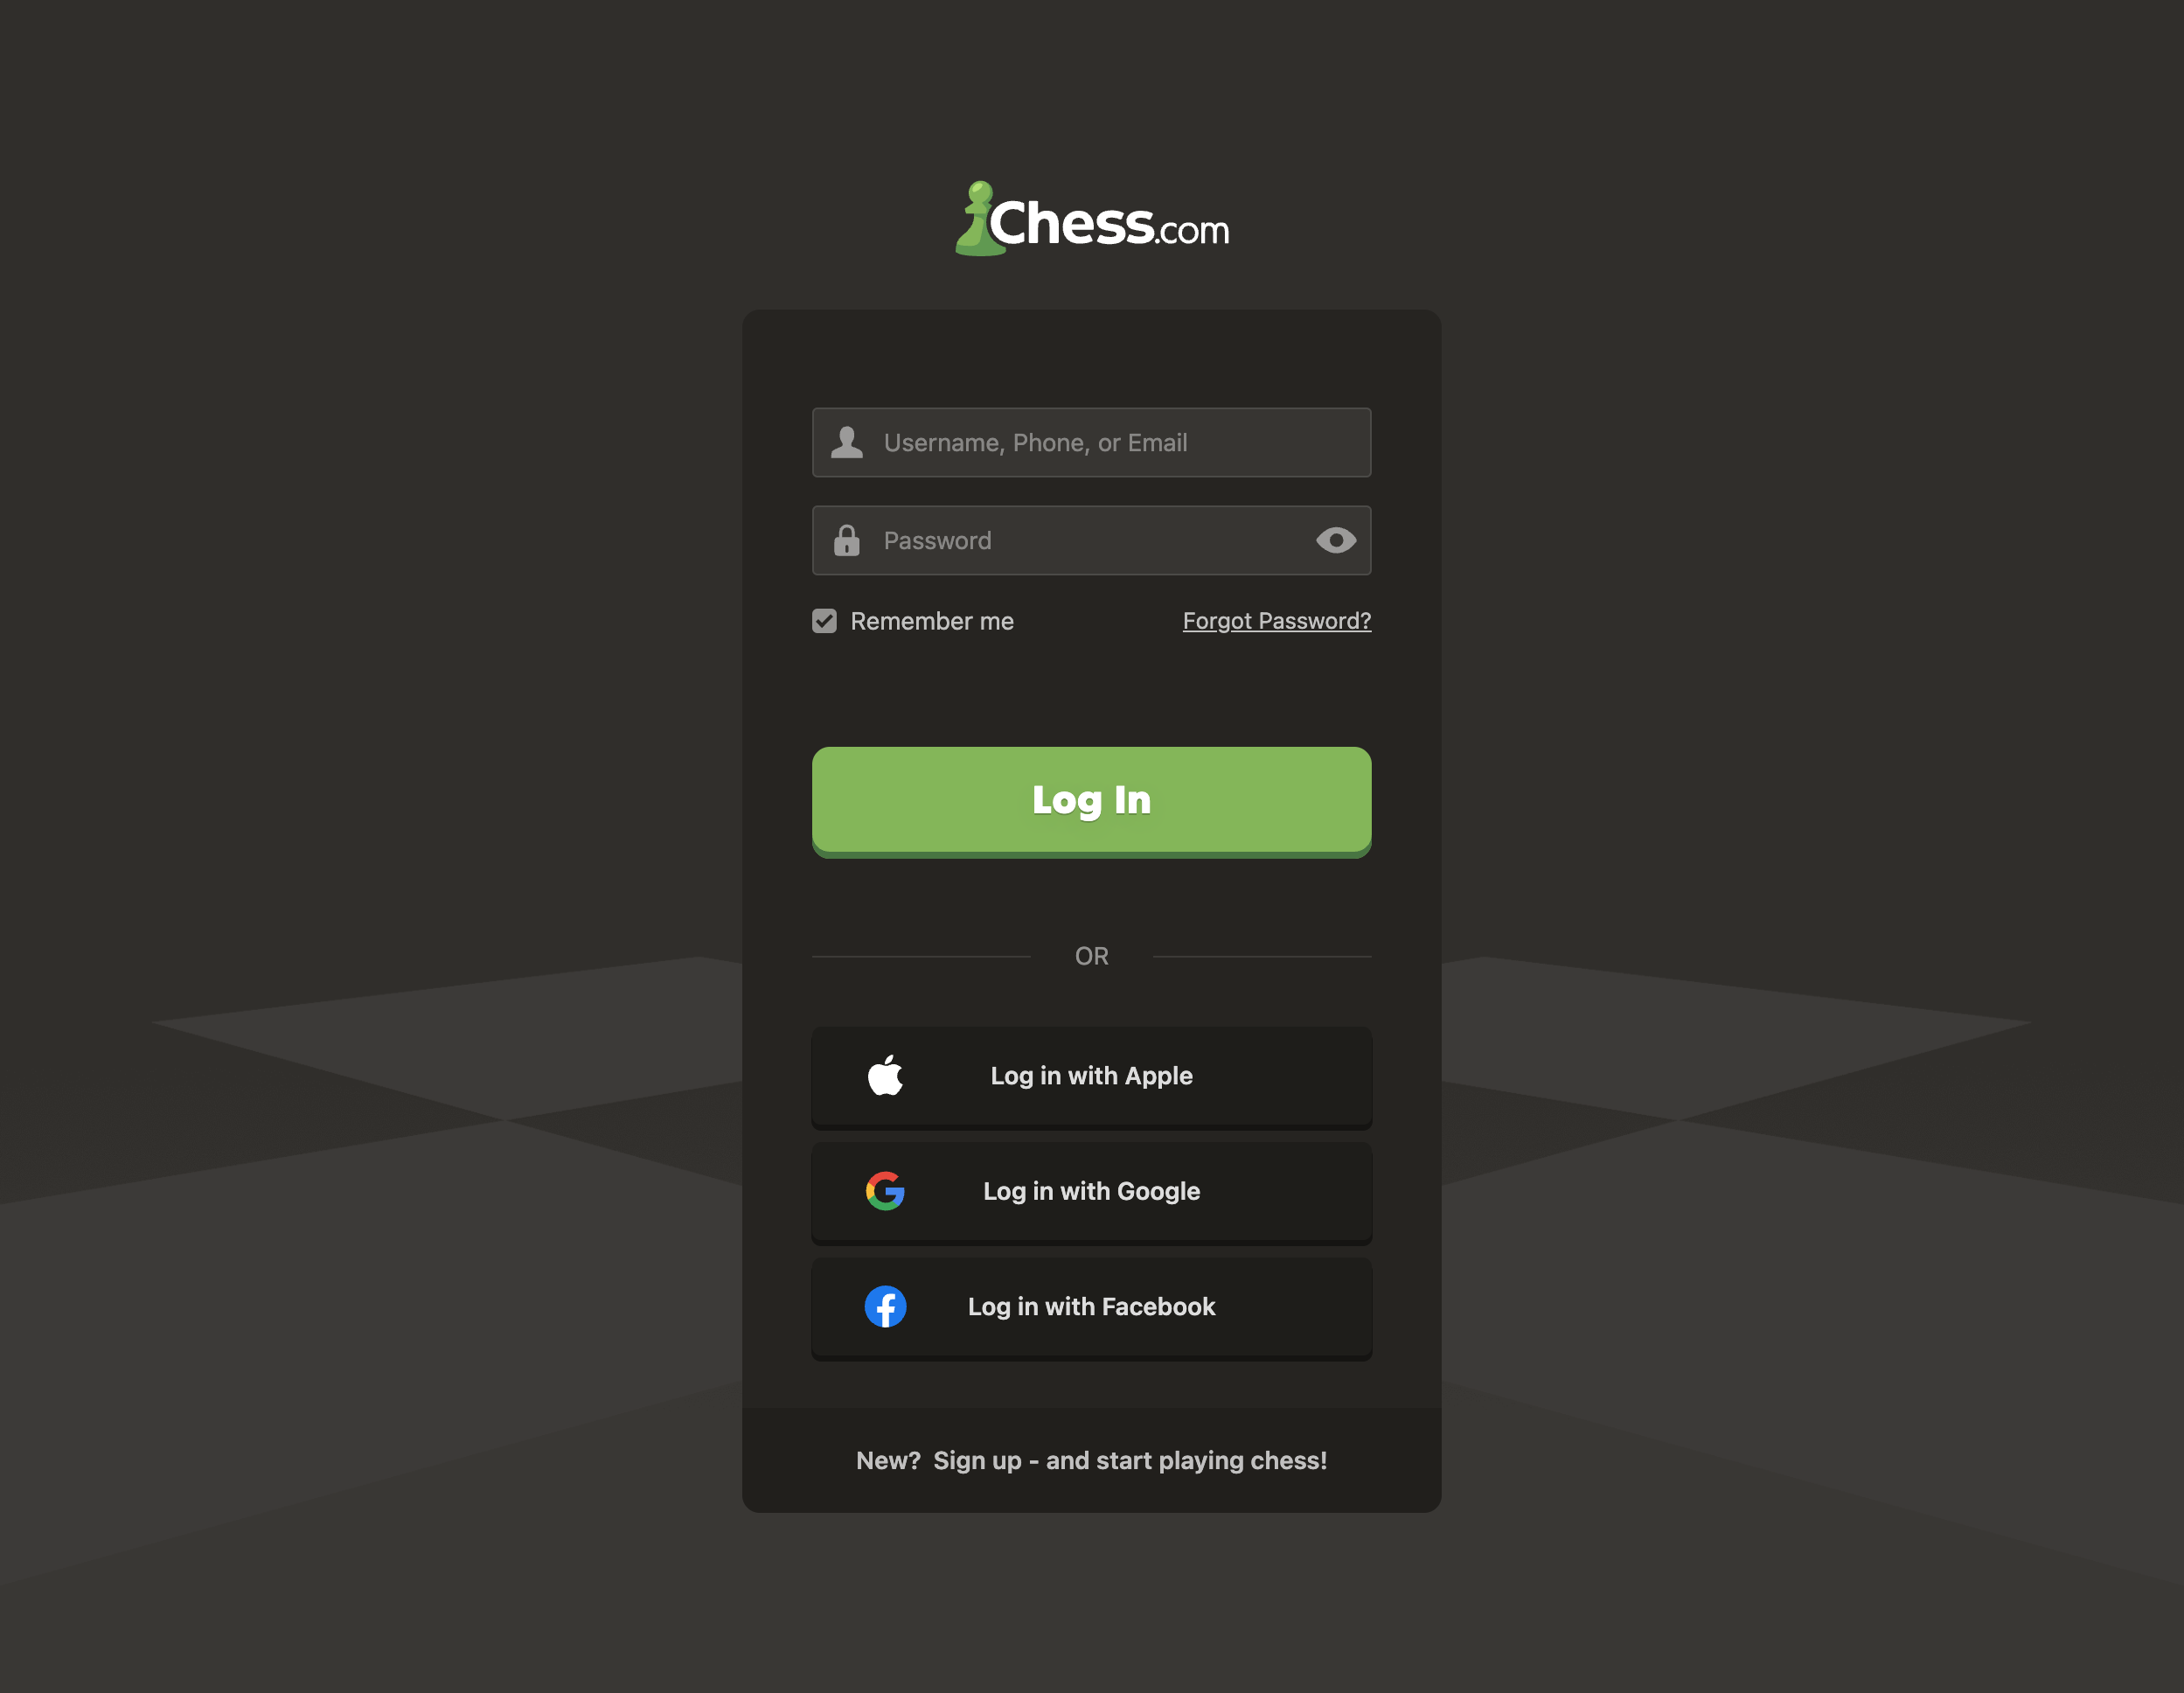 Chess.com
Username, Phone, or Email
Password
Remember me Forgot Password?
Log In
OR
Log in with Apple
Log in with Google
Log in with Facebook
New? Sign up - and start playing chess!